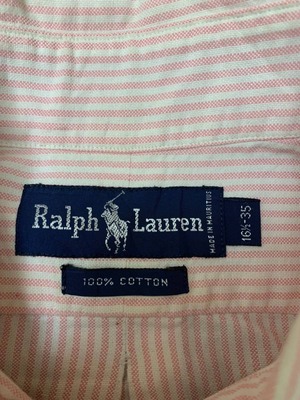 Ralph Lauren
MADE IN MAURITIUS
16½-35
100% COTTON